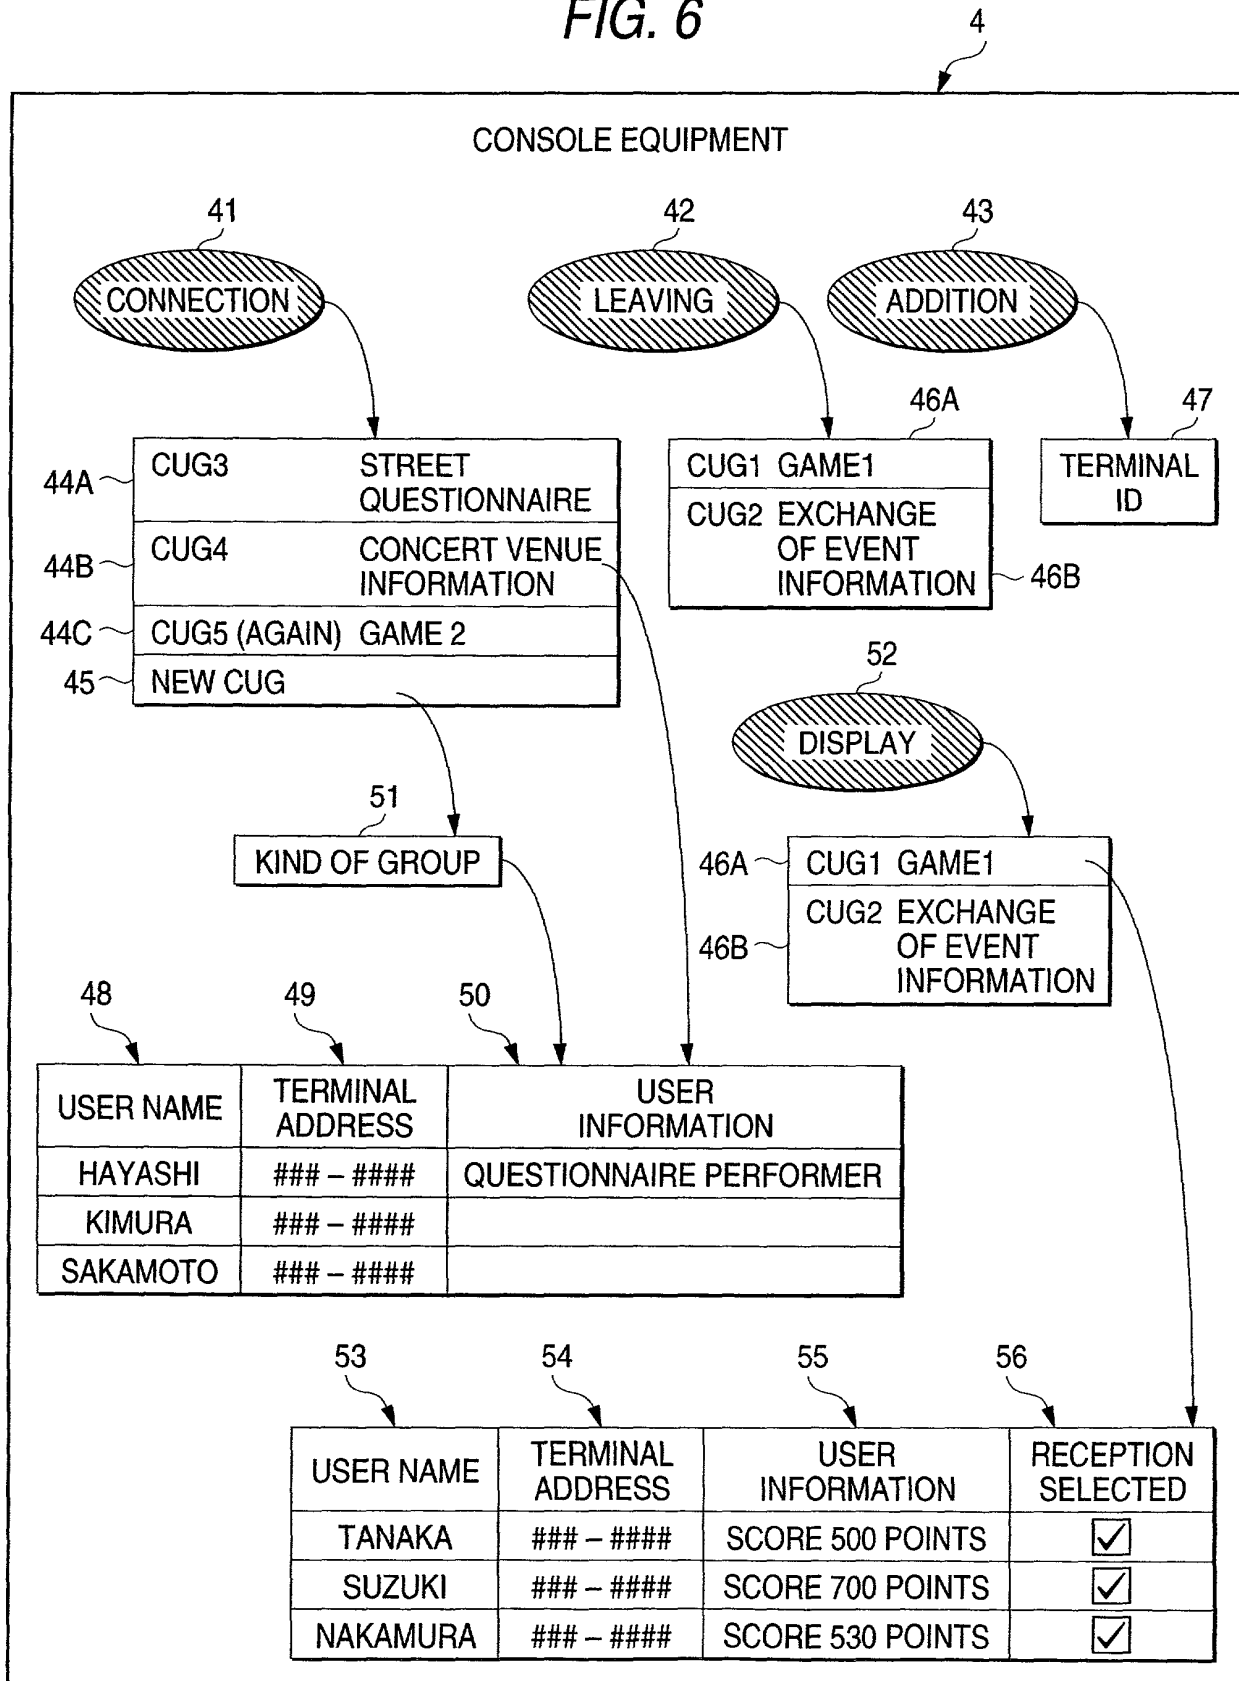 FIG. 6
4
CONSOLE EQUIPMENT
41
42
43
CONNECTION
LEAVING
ADDITION
46A
47
44A
CUG3 STREET
QUESTIONNAIRE
CUG1 GAME1
TERMINAL
ID
44B
CUG4 CONCERT VENUE
INFORMATION
CUG2 EXCHANGE
OF EVENT
INFORMATION
46B
44C
CUG5 (AGAIN) GAME 2
45
NEW CUG
52
DISPLAY
51
KIND OF GROUP
46A
CUG1 GAME1
46B
CUG2 EXCHANGE
OF EVENT
INFORMATION
48
49
50
USER NAME
TERMINAL
ADDRESS
USER
INFORMATION
HAYASHI ### – #### QUESTIONNAIRE PERFORMER
KIMURA ### – ####
SAKAMOTO ### – ####
53
54
55
56
USER NAME
TERMINAL
ADDRESS
USER
INFORMATION
RECEPTION
SELECTED
TANAKA ### – #### SCORE 500 POINTS ✓
SUZUKI ### – #### SCORE 700 POINTS ✓
NAKAMURA ### – #### SCORE 530 POINTS ✓